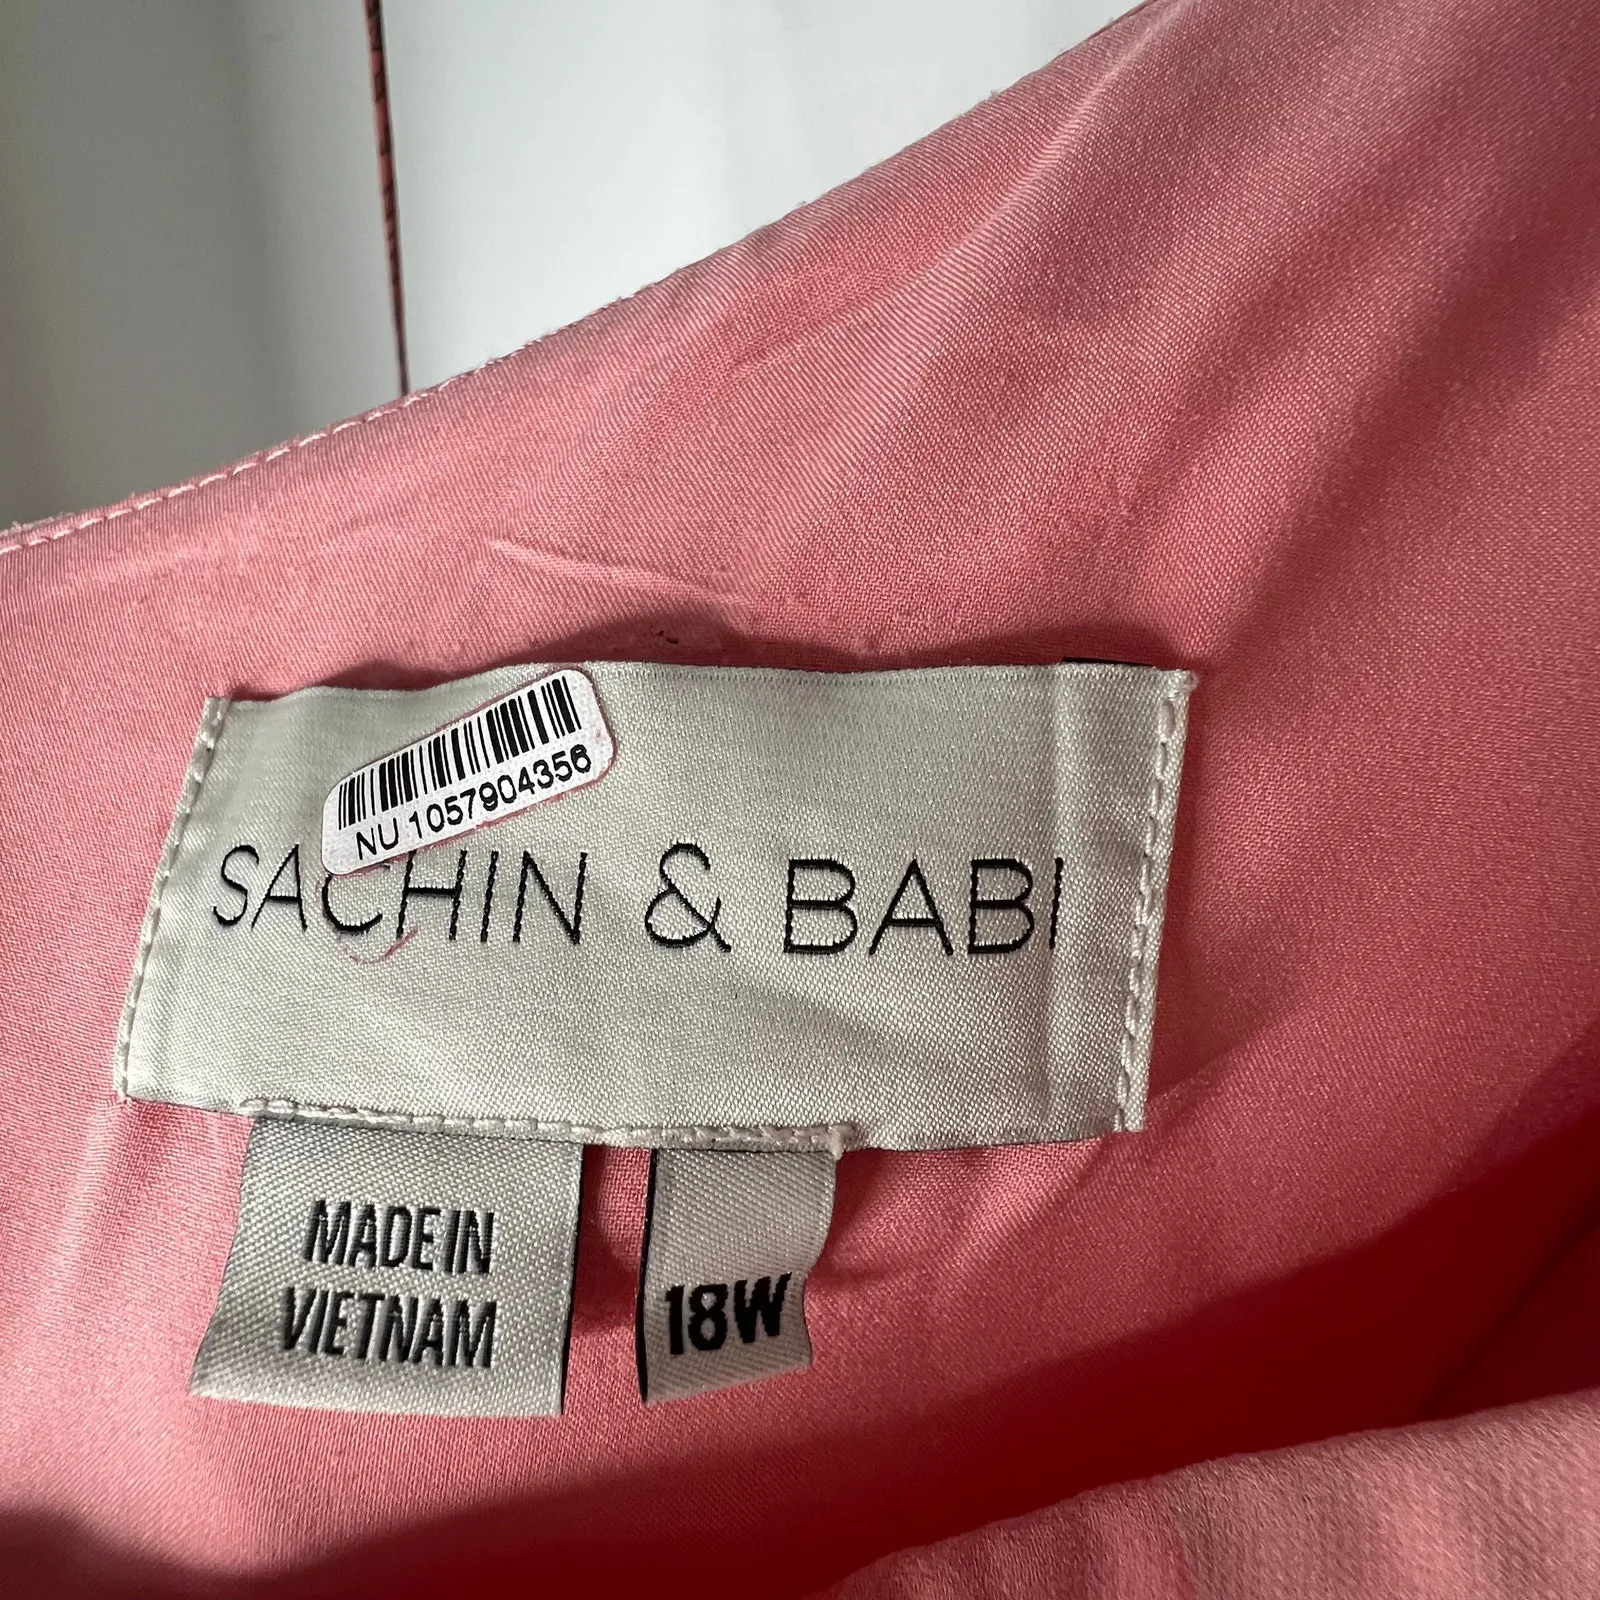 NU 1057904356
SACHIN & BABI
MADE IN
VIETNAM
18W